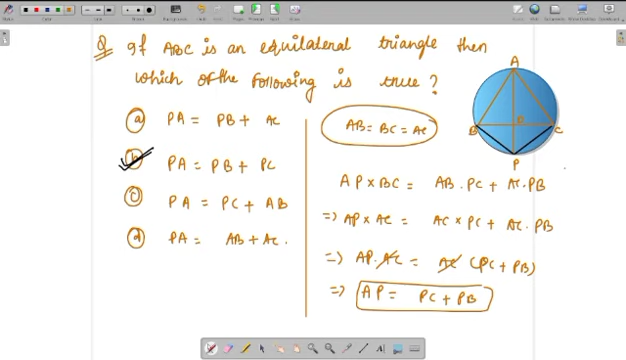 Q If ABC is an equilateral triangle then
which of the following is true?
(a) PA = PB + AC
(b) PA = PB + PC
(c) PA = PC + AB
(d) PA = AB + AC.
AB = BC = AC
A
B
C
P
AP × BC = AB . PC + AC . PB
=> AP × AC = AC × PC + AC . PB
=> AP . AC = AC (PC + PB)
=> AP = PC + PB